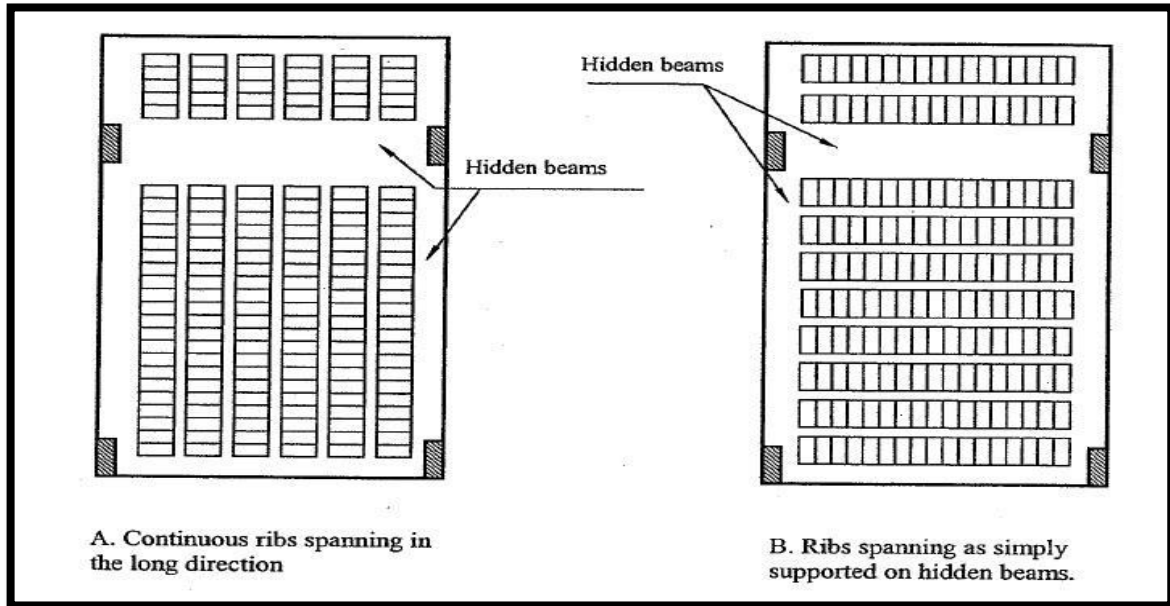 Hidden beams
Hidden beams
A. Continuous ribs spanning in
the long direction
B. Ribs spanning as simply
supported on hidden beams.